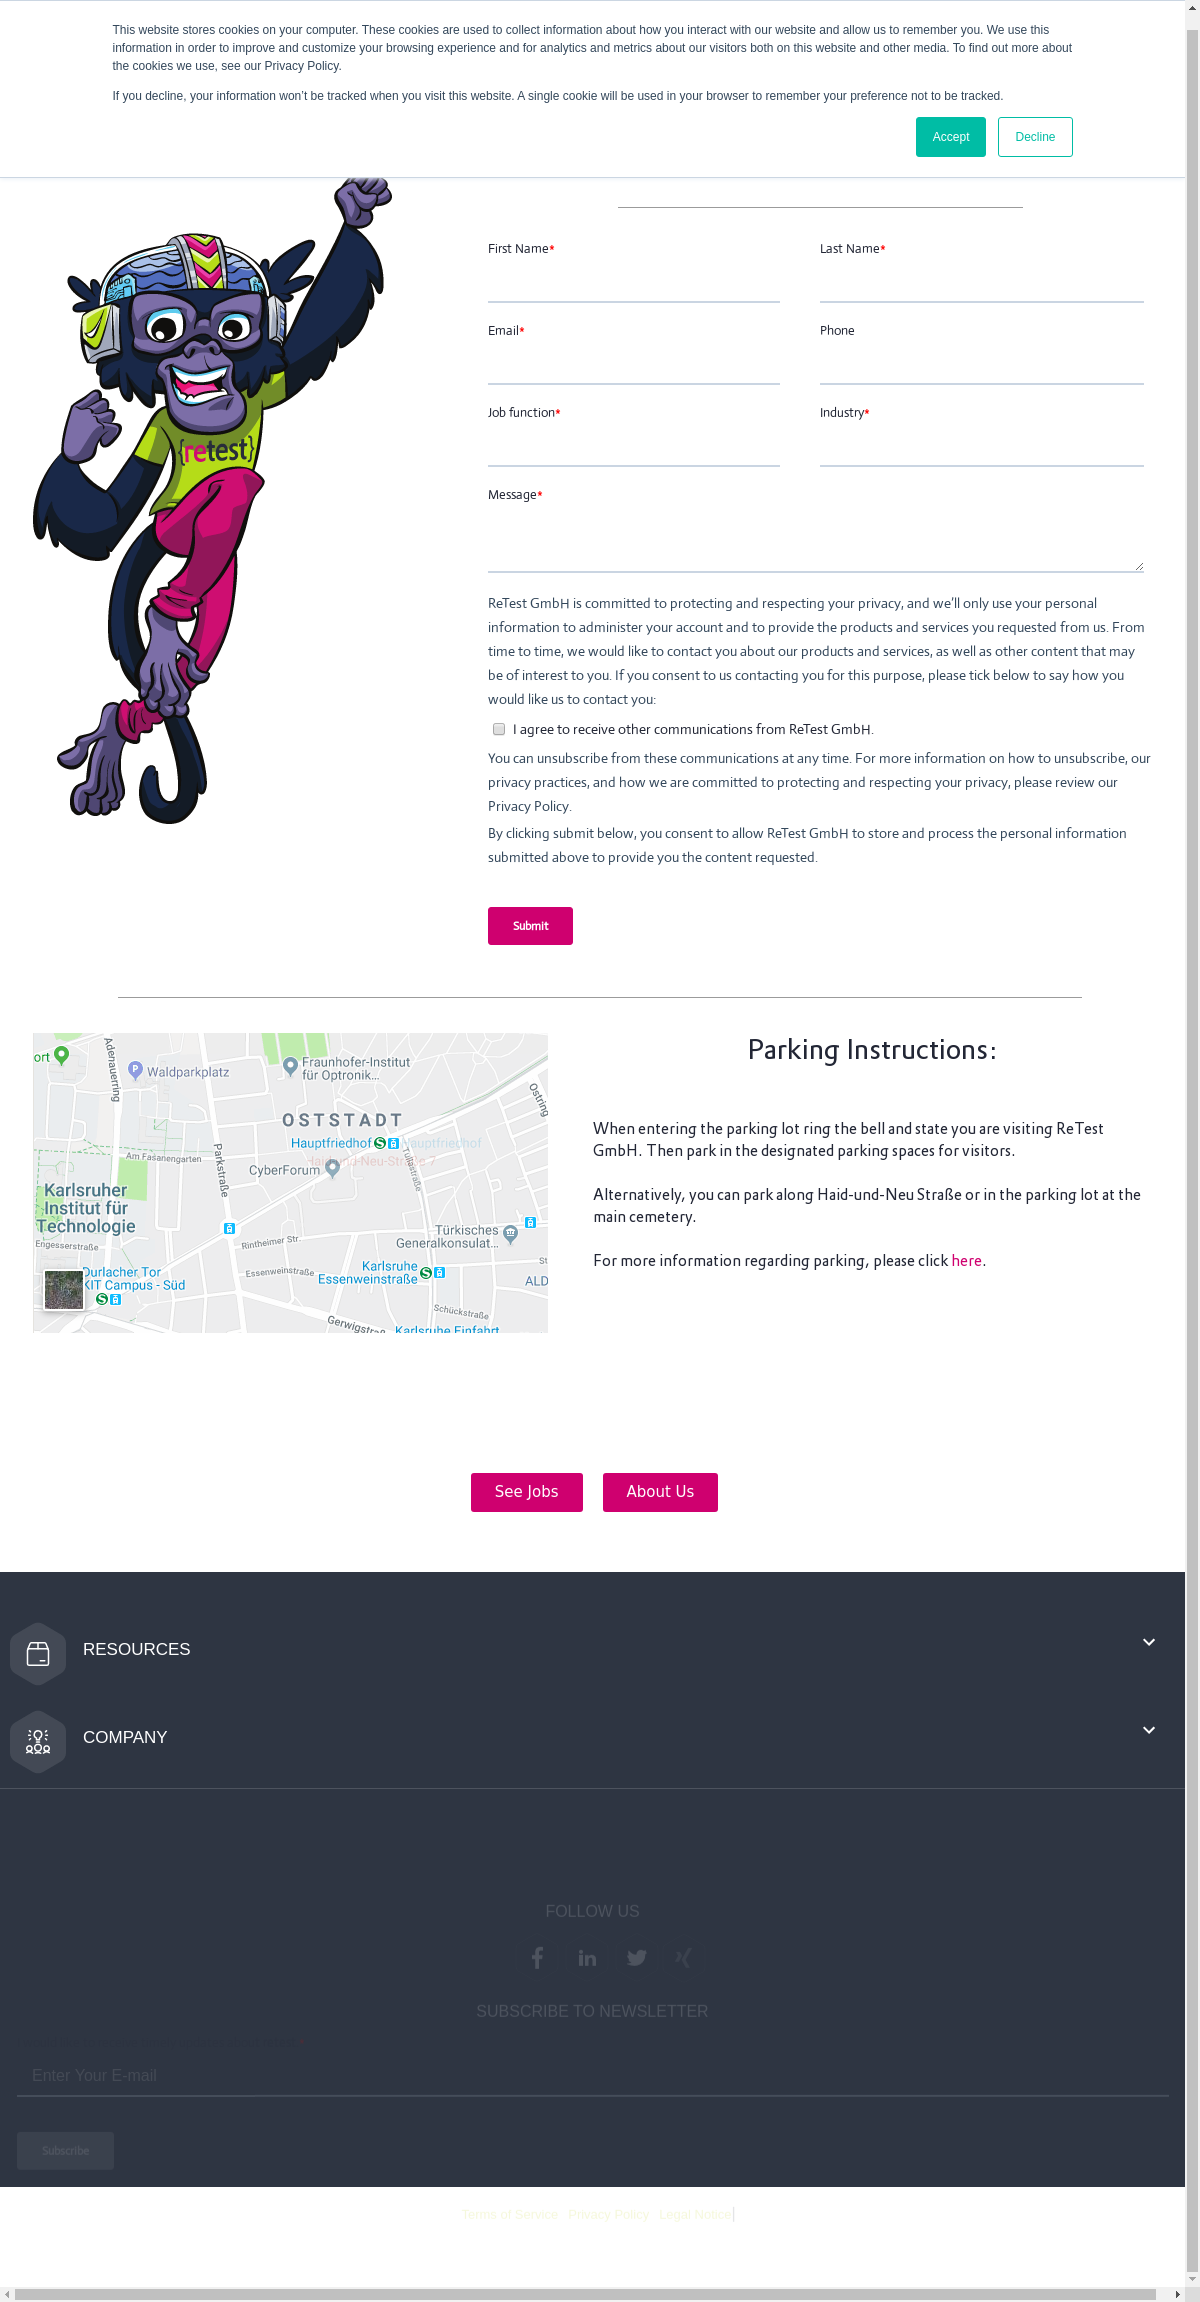 This website stores cookies on your computer. These cookies are used to collect information about how you interact with our website and allow us to remember you. We use this
information in order to improve and customize your browsing experience and for analytics and metrics about our visitors both on this website and other media. To find out more about
the cookies we use, see our Privacy Policy.
If you decline, your information won't be tracked when you visit this website. A single cookie will be used in your browser to remember your preference not to be tracked.
Accept
Decline
First Name*
Last Name*
Email*
Phone
Job function*
Industry*
{retest}
Message*
ReTest GmbH is committed to protecting and respecting your privacy, and we'll only use your personal
information to administer your account and to provide the products and services you requested from us. From
time to time, we would like to contact you about our products and services, as well as other content that may
be of interest to you. If you consent to us contacting you for this purpose, please tick below to say how you
would like us to contact you:
I agree to receive other communications from ReTest GmbH.
You can unsubscribe from these communications at any time. For more information on how to unsubscribe, our
privacy practices, and how we are committed to protecting and respecting your privacy, please review our
Privacy Policy.
By clicking submit below, you consent to allow ReTest GmbH to store and process the personal information
submitted above to provide you the content requested.
Submit
ort
Adenauerring
Waldparkplatz
Fraunhofer-Institut
für Optronik...
Ostring
OSTSTADT
Hauptfriedhof
Hauptfriedhof
Parkstraße
Am Fasanengarten
Tullastraße
Haid-und-Neu-Straße 7
CyberForum
Karlsruher
Institut für
Technologie
Engesserstraße
Rintheimer Str.
Türkisches
Generalkonsulat...
St
Durlacher Tor
KIT Campus - Süd
Essenweinstraße
Karlsruhe
Essenweinstraße
ALD
Schückstraße
Gerwigstraß
Karlsruhe Einfahrt
Parking Instructions:
When entering the parking lot ring the bell and state you are visiting ReTest
GmbH. Then park in the designated parking spaces for visitors.
Alternatively, you can park along Haid-und-Neu Straße or in the parking lot at the
main cemetery.
For more information regarding parking, please click here.
See Jobs
About Us
RESOURCES
COMPANY
FOLLOW US
SUBSCRIBE TO NEWSLETTER
*
Enter Your E-mail
Subscribe
Terms of Service
Privacy Policy
Legal Notice